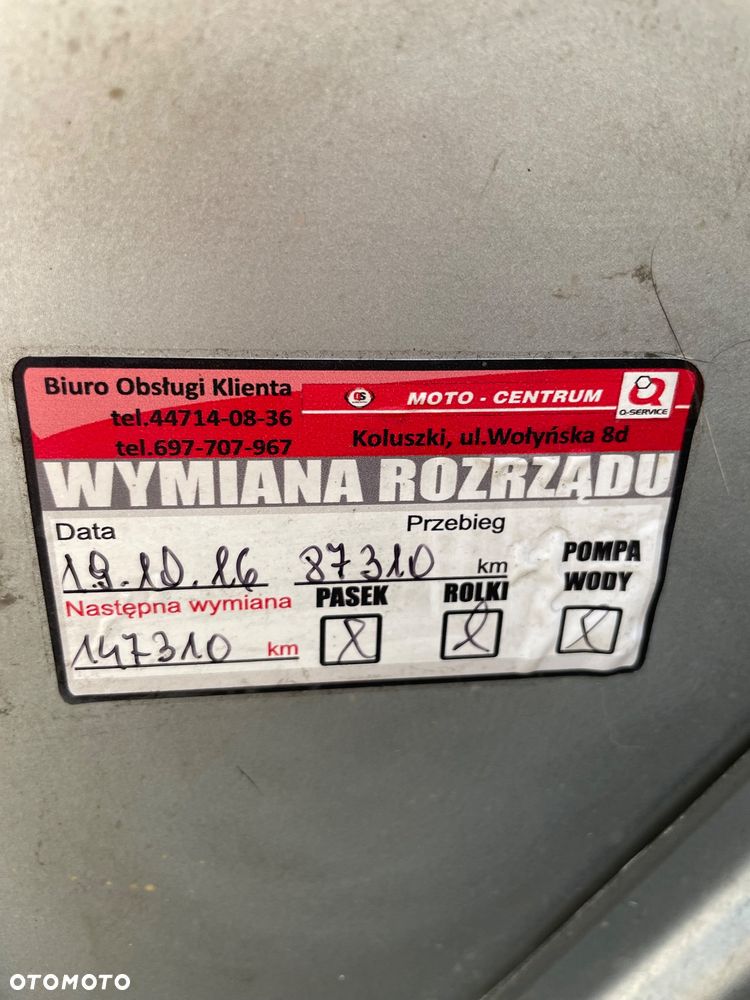 Biuro Obsługi Klienta
tel.44714-08-36
tel.697-707-967
QS MOTO - CENTRUM
Q-SERVICE
Koluszki, ul.Wołyńska 8d
WYMIANA ROZRZĄDU
Data Przebieg
19.10.16 87310 km
Następna wymiana
147310 km
PASEK ROLKI POMPA WODY
X X X
OTOMOTO